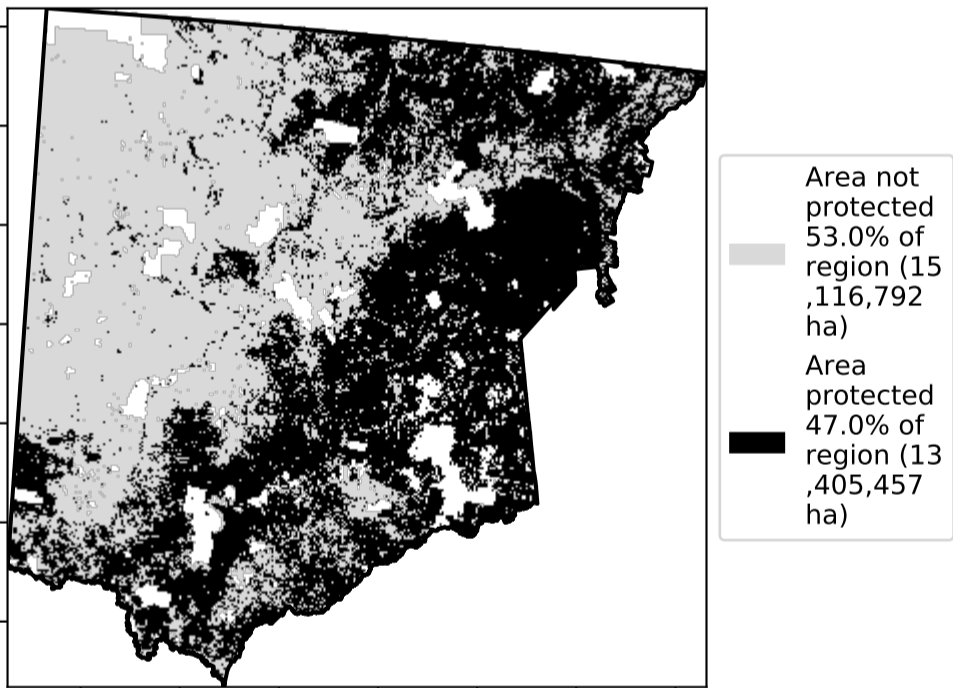 Area not
protected
53.0% of
region (15
,116,792
ha)
Area
protected
47.0% of
region (13
,405,457
ha)